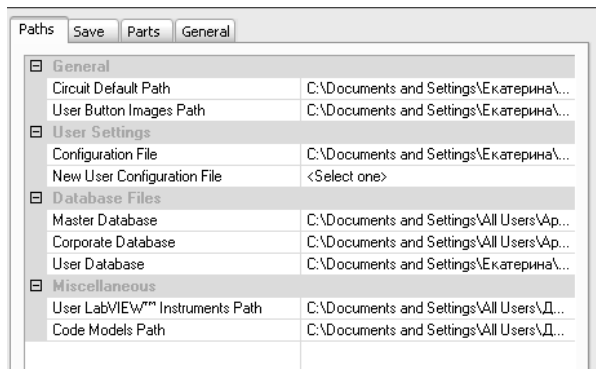 Paths Save Parts General
General
Circuit Default Path C:\Documents and Settings\Екатерина\...
User Button Images Path C:\Documents and Settings\Екатерина\...
User Settings
Configuration File C:\Documents and Settings\Екатерина\...
New User Configuration File <Select one>
Database Files
Master Database C:\Documents and Settings\All Users\Ap...
Corporate Database C:\Documents and Settings\All Users\Ap...
User Database C:\Documents and Settings\Екатерина\...
Miscellaneous
User LabVIEW™ Instruments Path C:\Documents and Settings\All Users\Д...
Code Models Path C:\Documents and Settings\All Users\Д...